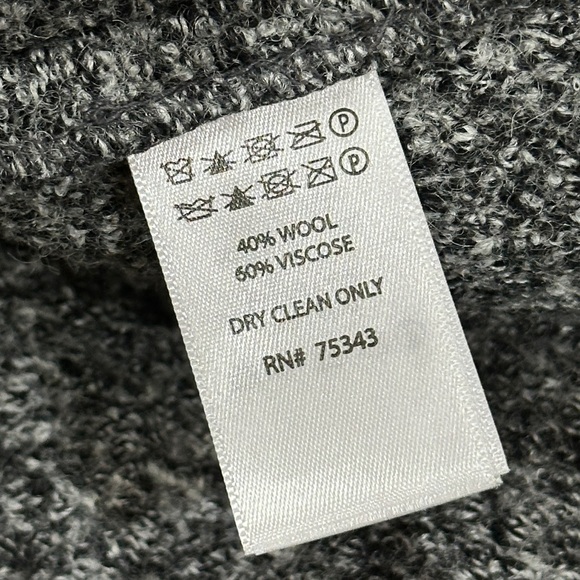 P
P
40% WOOL
60% VISCOSE
DRY CLEAN ONLY
RN# 75343